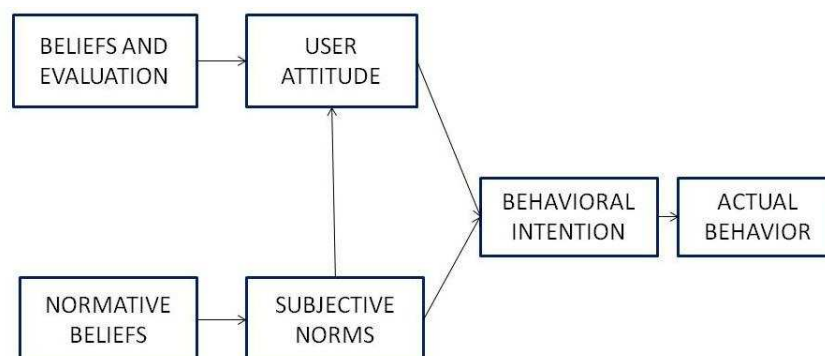 BELIEFS AND
EVALUATION
USER
ATTITUDE
BEHAVIORAL
INTENTION
ACTUAL
BEHAVIOR
NORMATIVE
BELIEFS
SUBJECTIVE
NORMS